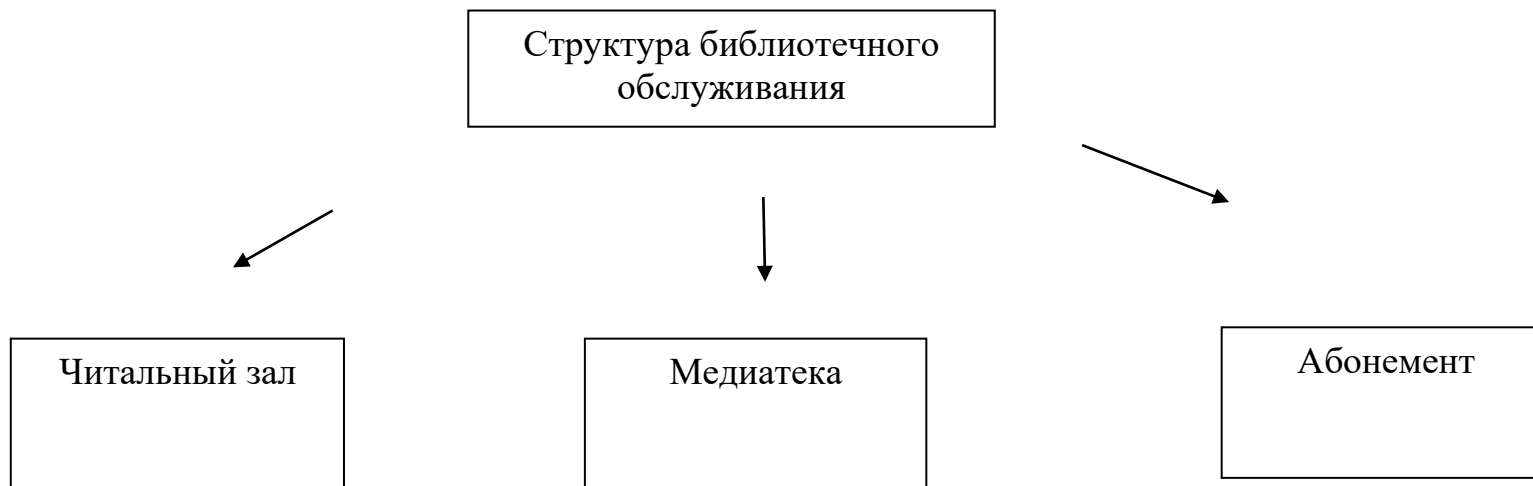 Структура библиотечного
обслуживания
Читальный зал
Медиатека
Абонемент